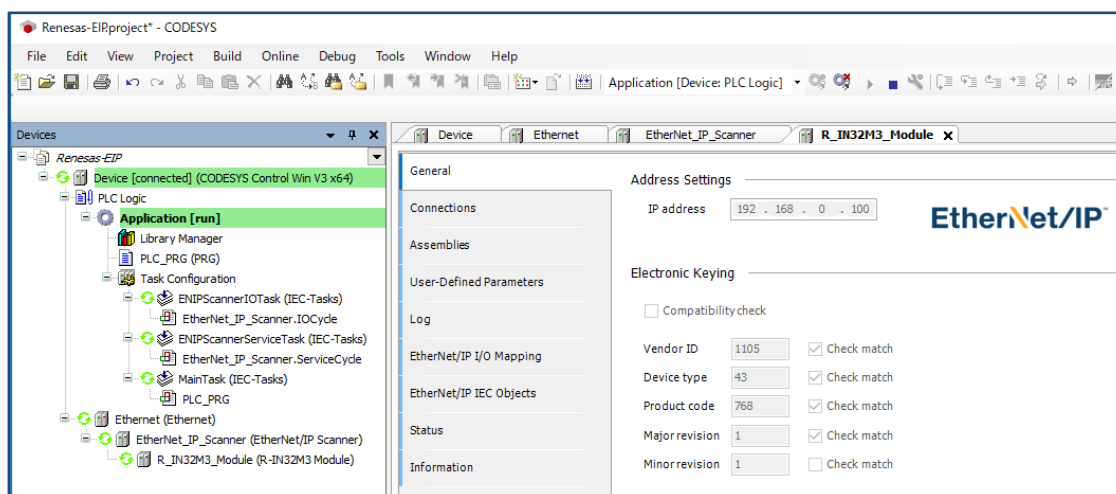 Renesas-EIP.project* - CODESYS
File Edit View Project Build Online Debug Tools Window Help
Application [Device: PLC Logic]
Devices
Renesas-EIP
Device [connected] (CODESYS Control Win V3 x64)
PLC Logic
Application [run]
Library Manager
PLC_PRG (PRG)
Task Configuration
ENIPScannerIOTask (IEC-Tasks)
EtherNet_IP_Scanner.IOCycle
ENIPScannerServiceTask (IEC-Tasks)
EtherNet_IP_Scanner.ServiceCycle
MainTask (IEC-Tasks)
PLC_PRG
Ethernet (Ethernet)
EtherNet_IP_Scanner (EtherNet/IP Scanner)
R_IN32M3_Module (R-IN32M3 Module)
Device Ethernet EtherNet_IP_Scanner R_IN32M3_Module
General
Connections
Assemblies
User-Defined Parameters
Log
EtherNet/IP I/O Mapping
EtherNet/IP IEC Objects
Status
Information
Address Settings
IP address 192 . 168 . 0 . 100
EtherNet/IP™
Electronic Keying
Compatibility check
Vendor ID 1105 Check match
Device type 43 Check match
Product code 768 Check match
Major revision 1 Check match
Minor revision 1 Check match